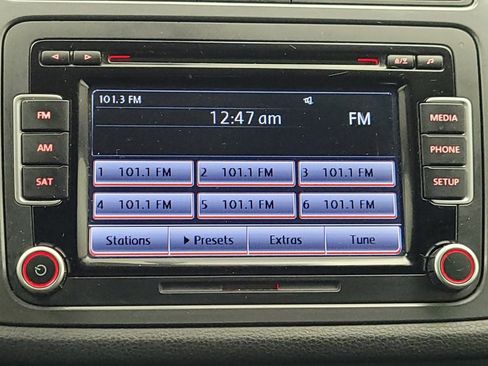 101.3 FM
12:47 am FM
FM
AM
SAT
MEDIA
PHONE
SETUP
1 101.1 FM 2 101.1 FM 3 101.1 FM
4 101.1 FM 5 101.1 FM 6 101.1 FM
Stations Presets Extras Tune